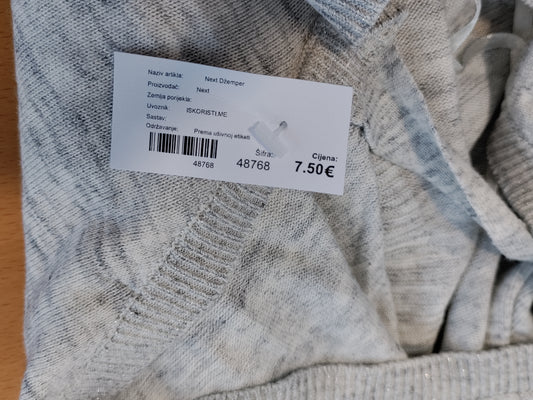 Naziv artikla: Next Džemper
Proizvođač: Next
Zemlja porijekla:
Uvoznik: ISKORISTI.ME
Sastav:
Održavanje: Prema ušivnoj etiketi
Šifra: Cijena:
48768 48768 7.50€